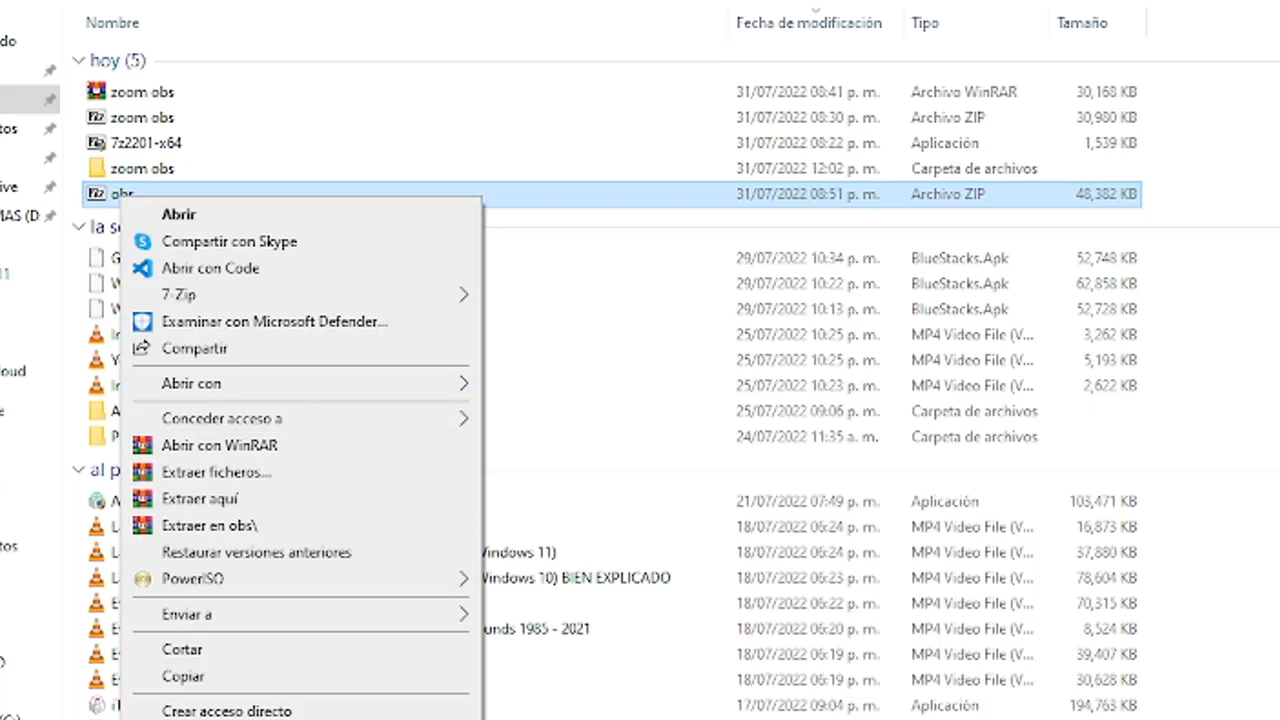 Nombre Fecha de modificación Tipo Tamaño
do
hoy (5)
zoom obs 31/07/2022 08:41 p. m. Archivo WinRAR 30,168 KB
zoom obs 31/07/2022 08:30 p. m. Archivo ZIP 30,980 KB
tos 7z2201-x64 31/07/2022 08:22 p. m. Aplicación 1,539 KB
zoom obs 31/07/2022 12:02 p. m. Carpeta de archivos
ive obs 31/07/2022 08:51 p. m. Archivo ZIP 48,382 KB
MAS (D Abrir
la s
Compartir con Skype
G 29/07/2022 10:34 p. m. BlueStacks.Apk 52,748 KB
Abrir con Code
W 29/07/2022 10:22 p. m. BlueStacks.Apk 62,858 KB
7-Zip
W 29/07/2022 10:13 p. m. BlueStacks.Apk 52,728 KB
Examinar con Microsoft Defender...
25/07/2022 10:25 p. m. MP4 Video File (V... 3,262 KB
Compartir
25/07/2022 10:25 p. m. MP4 Video File (V... 5,193 KB
loud
Abrir con 25/07/2022 10:23 p. m. MP4 Video File (V... 2,622 KB
A 25/07/2022 09:06 p. m. Carpeta de archivos
Conceder acceso a
P 24/07/2022 11:35 a. m. Carpeta de archivos
Abrir con WinRAR
al p
Extraer ficheros...
Extraer aquí 21/07/2022 07:49 p. m. Aplicación 103,471 KB
Extraer en obs\ 18/07/2022 06:24 p. m. MP4 Video File (V... 16,873 KB
tos Restaurar versiones anteriores Windows 11) 18/07/2022 06:24 p. m. MP4 Video File (V... 37,880 KB
PowerISO Windows 10) BIEN EXPLICADO 18/07/2022 06:23 p. m. MP4 Video File (V... 78,604 KB
18/07/2022 06:22 p. m. MP4 Video File (V... 70,315 KB
Enviar a
unds 1985 - 2021 18/07/2022 06:20 p. m. MP4 Video File (V... 8,524 KB
Cortar 18/07/2022 06:19 p. m. MP4 Video File (V... 39,407 KB
Copiar 18/07/2022 06:19 p. m. MP4 Video File (V... 30,628 KB
Crear acceso directo 17/07/2022 09:04 p. m. Aplicación 194,763 KB